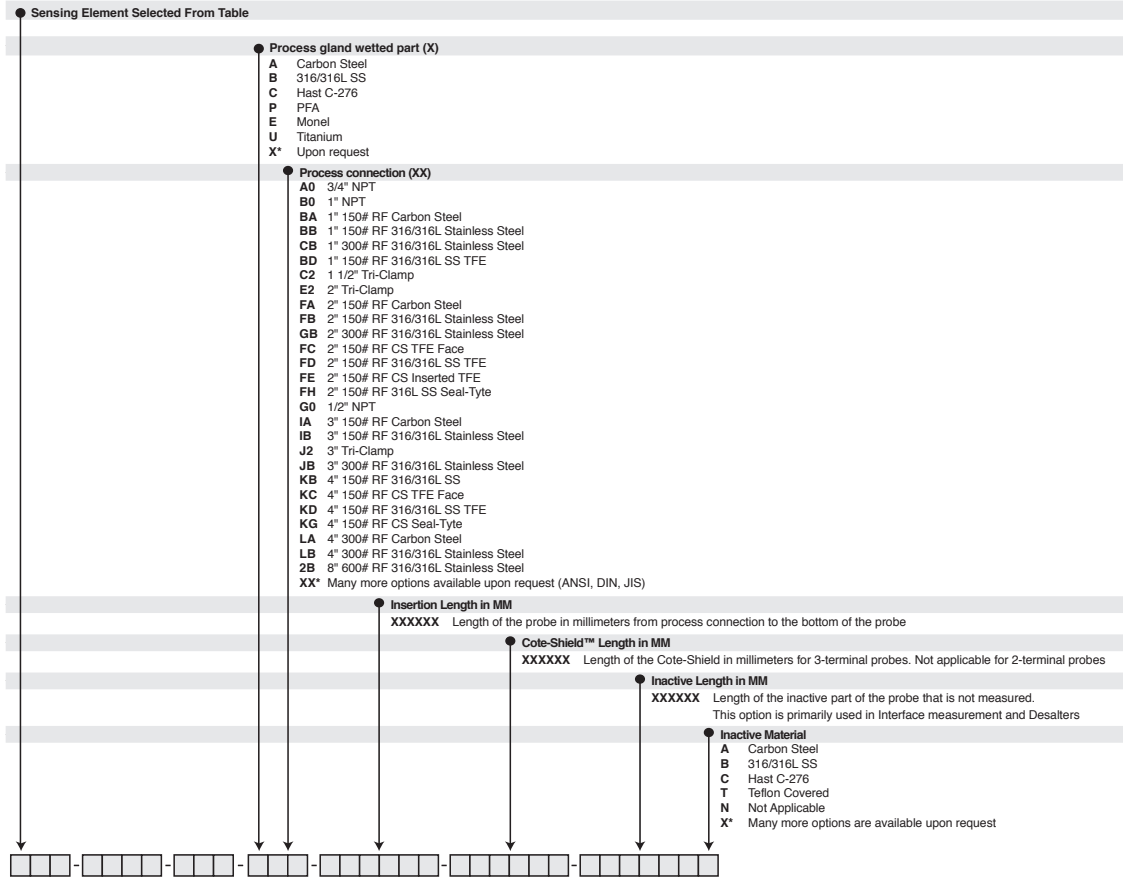 Sensing Element Selected From Table
Process gland wetted part (X)
A Carbon Steel
B 316/316L SS
C Hast C-276
P PFA
E Monel
U Titanium
X* Upon request
Process connection (XX)
A0 3/4" NPT
B0 1" NPT
BA 1" 150# RF Carbon Steel
BB 1" 150# RF 316/316L Stainless Steel
CB 1" 300# RF 316/316L Stainless Steel
BD 1" 150# RF 316/316L SS TFE
C2 1 1/2" Tri-Clamp
E2 2" Tri-Clamp
FA 2" 150# RF Carbon Steel
FB 2" 150# RF 316/316L Stainless Steel
GB 2" 300# RF 316/316L Stainless Steel
FC 2" 150# RF CS TFE Face
FD 2" 150# RF 316/316L SS TFE
FE 2" 150# RF CS Inserted TFE
FH 2" 150# RF 316L SS Seal-Tyte
G0 1/2" NPT
IA 3" 150# RF Carbon Steel
IB 3" 150# RF 316/316L Stainless Steel
J2 3" Tri-Clamp
JB 3" 300# RF 316/316L Stainless Steel
KB 4" 150# RF 316/316L SS
KC 4" 150# RF CS TFE Face
KD 4" 150# RF 316/316L SS TFE
KG 4" 150# RF CS Seal-Tyte
LA 4" 300# RF Carbon Steel
LB 4" 300# RF 316/316L Stainless Steel
2B 8" 600# RF 316/316L Stainless Steel
XX* Many more options available upon request (ANSI, DIN, JIS)
Insertion Length in MM
XXXXXX Length of the probe in millimeters from process connection to the bottom of the probe
Cote-Shield™ Length in MM
XXXXXX Length of the Cote-Shield in millimeters for 3-terminal probes. Not applicable for 2-terminal probes
Inactive Length in MM
XXXXXX Length of the inactive part of the probe that is not measured.
This option is primarily used in Interface measurement and Desalters
Inactive Material
A Carbon Steel
B 316/316L SS
C Hast C-276
T Teflon Covered
N Not Applicable
X* Many more options are available upon request
- - - - - -